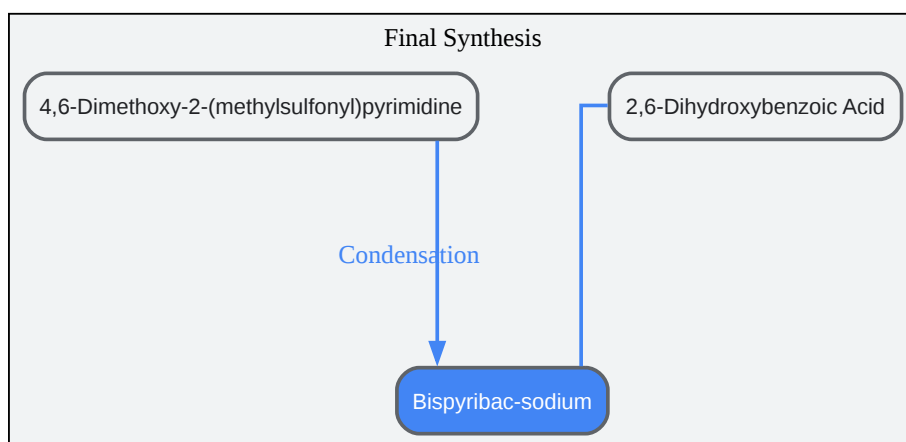 Final Synthesis
4,6-Dimethoxy-2-(methylsulfonyl)pyrimidine
2,6-Dihydroxybenzoic Acid
Condensation
Bispyribac-sodium